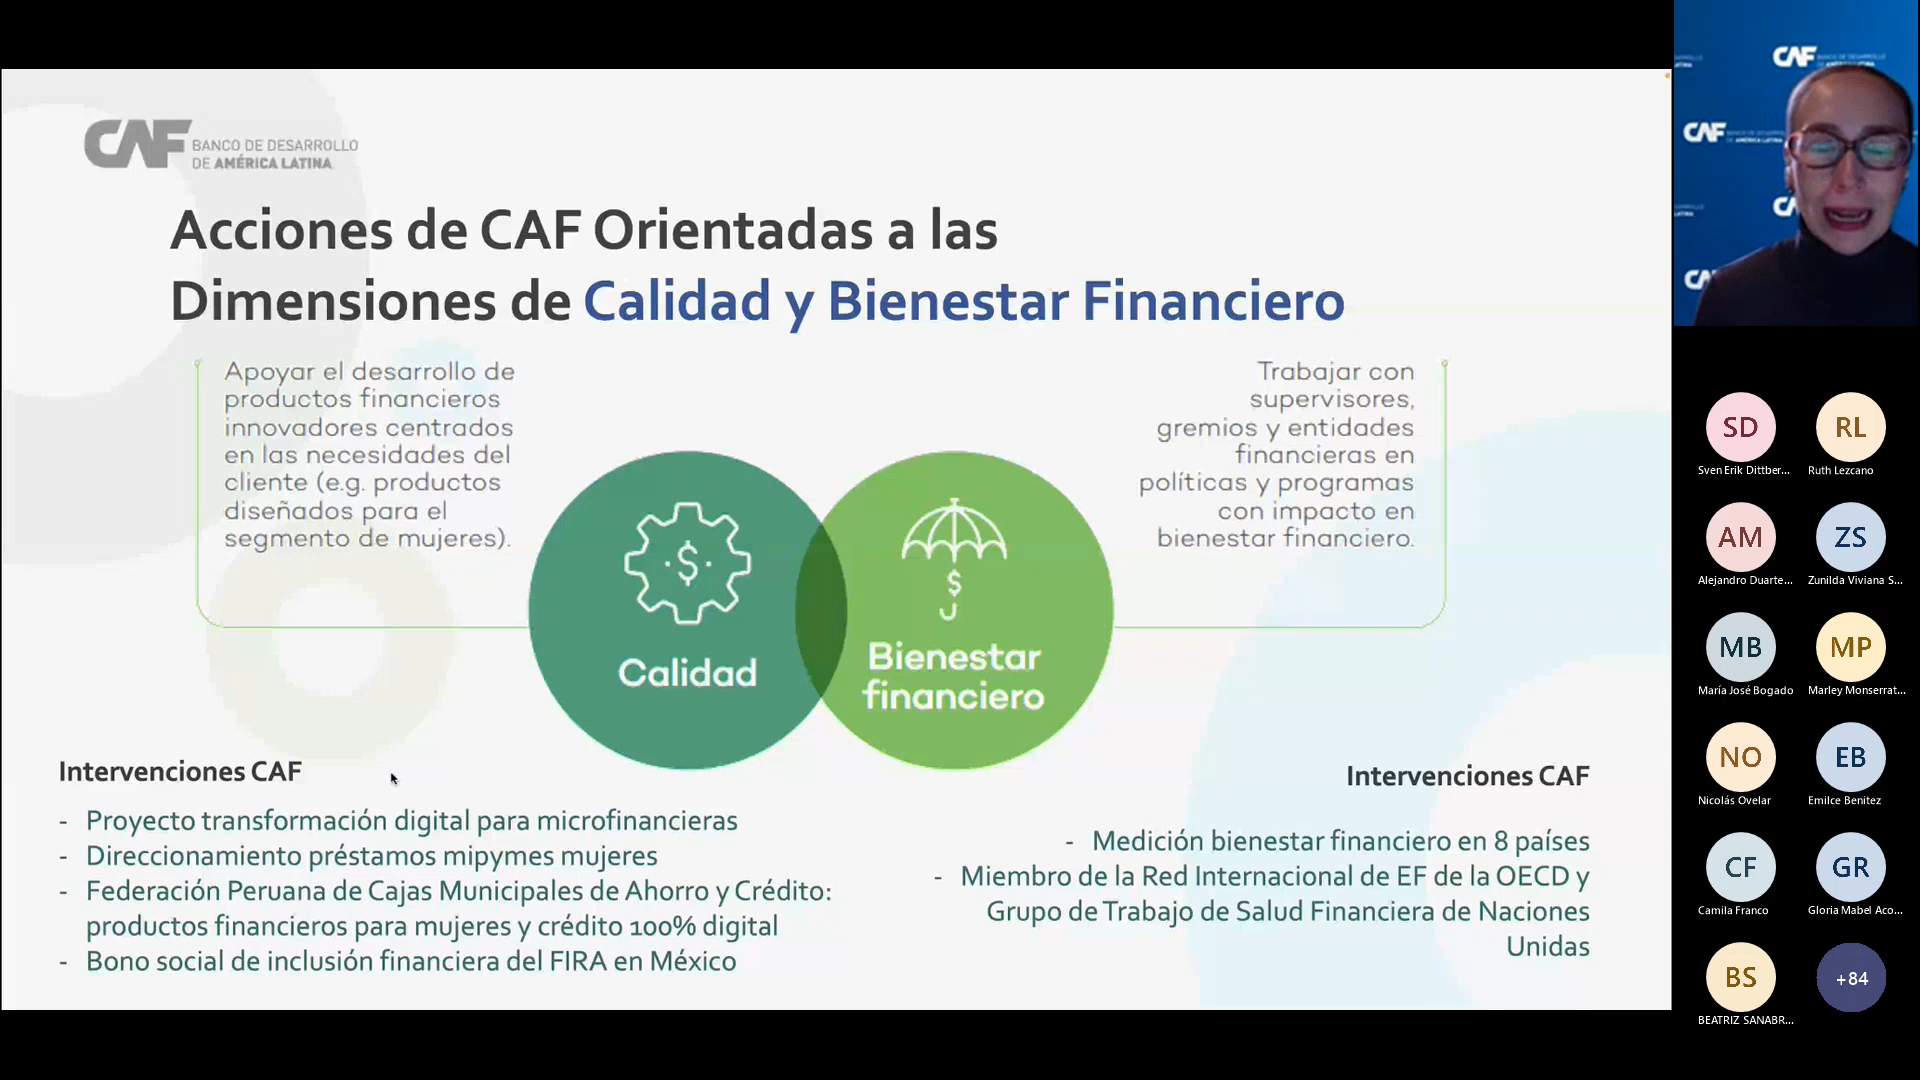 CAF BANCO DE DESARROLLO
DE AMÉRICA LATINA
Acciones de CAF Orientadas a las
Dimensiones de Calidad y Bienestar Financiero
Apoyar el desarrollo de
productos financieros
innovadores centrados
en las necesidades del
cliente (e.g. productos
diseñados para el
segmento de mujeres).
Trabajar con
supervisores,
gremios y entidades
financieras en
políticas y programas
con impacto en
bienestar financiero.
$
Calidad
$
Bienestar
financiero
Intervenciones CAF
- Proyecto transformación digital para microfinancieras
- Direccionamiento préstamos mipymes mujeres
- Federación Peruana de Cajas Municipales de Ahorro y Crédito:
productos financieros para mujeres y crédito 100% digital
- Bono social de inclusión financiera del FIRA en México
Intervenciones CAF
- Medición bienestar financiero en 8 países
- Miembro de la Red Internacional de EF de la OECD y
Grupo de Trabajo de Salud Financiera de Naciones
Unidas
CAF
CAF
SD
Sven Erik Dittber...
RL
Ruth Lezcano
AM
Alejandro Duarte...
ZS
Zunilda Viviana S...
MB
María José Bogado
MP
Marley Monserrat...
NO
Nicolás Ovelar
EB
Emilce Benitez
CF
Camila Franco
GR
Gloria Mabel Aco...
BS
BEATRIZ SANABR...
+84